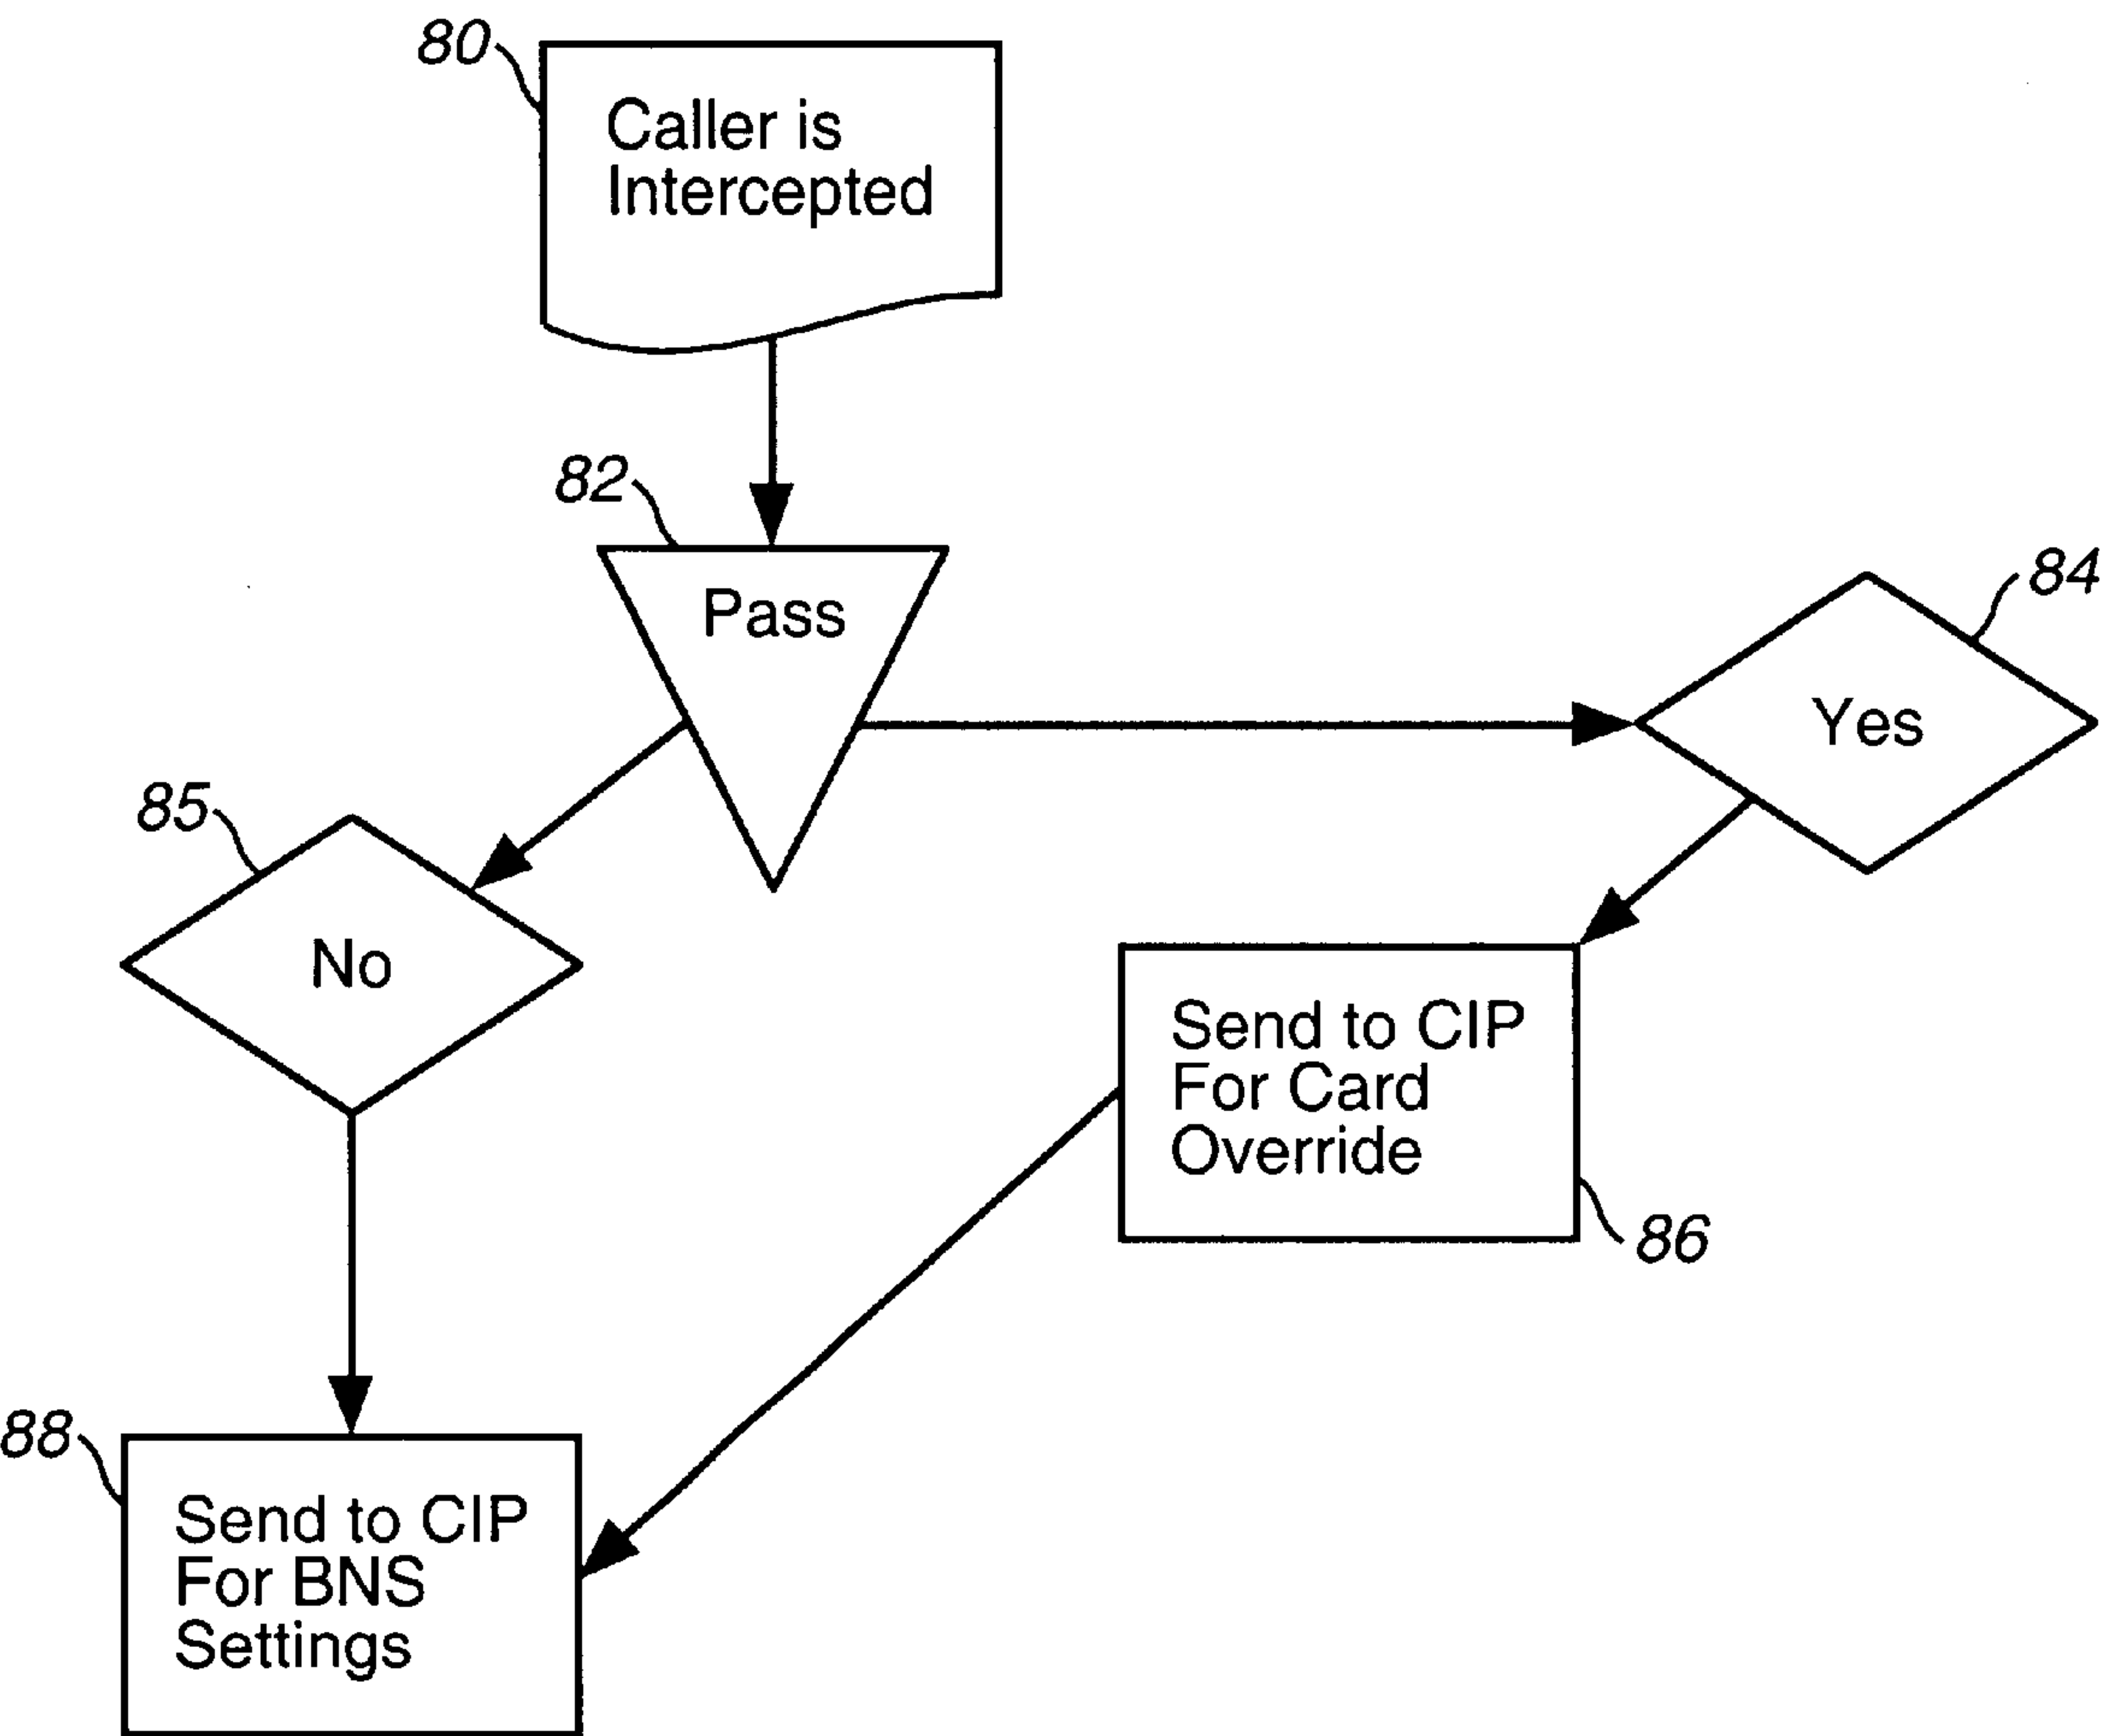 80
Caller is
Intercepted
82
Pass
84
Yes
85
No
Send to CIP
For Card
Override
86
88
Send to CIP
For BNS
Settings